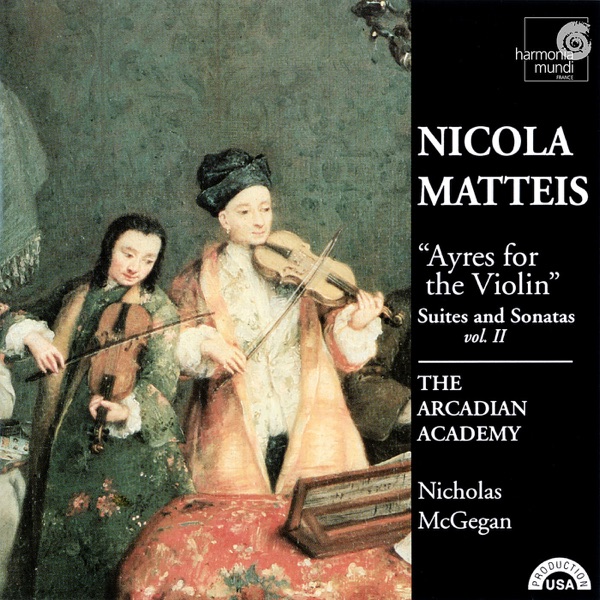 harmonia
mundi
FRANCE
NICOLA
MATTEIS
“Ayres for
the Violin”
Suites and Sonatas
vol. II
THE
ARCADIAN
ACADEMY
Nicholas
McGegan
PRODUCTION
USA